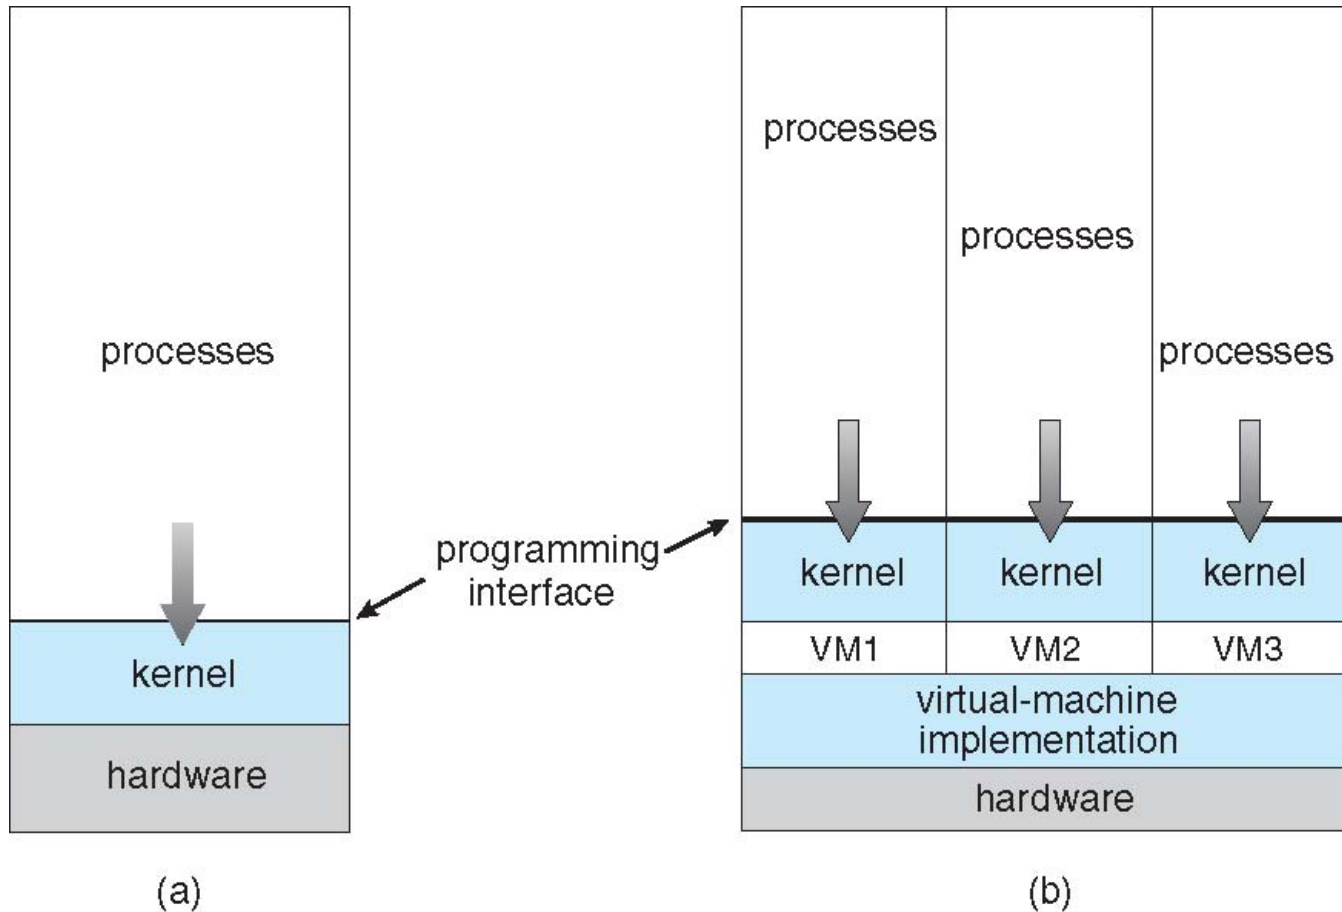 processes
kernel
hardware
(a)
programming
interface
processes
processes
processes
kernel
kernel
kernel
VM1
VM2
VM3
virtual-machine
implementation
hardware
(b)